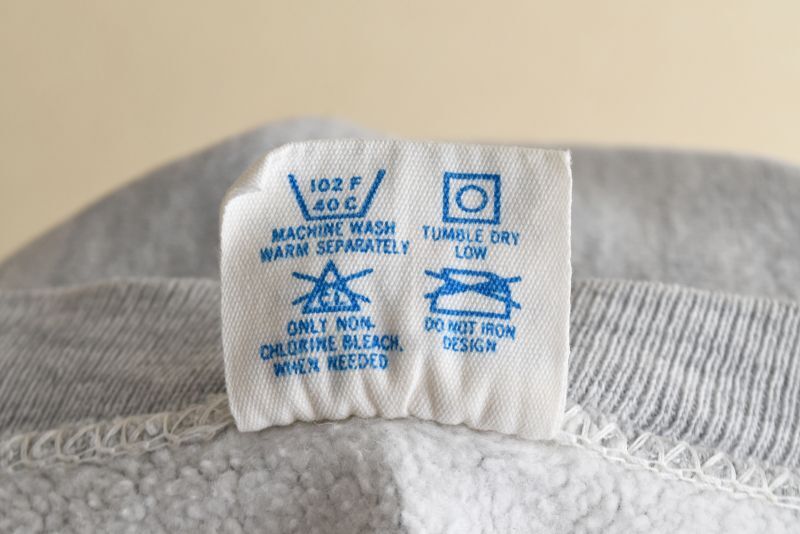 102 F
40 C
MACHINE WASH
WARM SEPARATELY
TUMBLE DRY
LOW
CL
ONLY NON-
CHLORINE BLEACH,
WHEN NEEDED
DO NOT IRON
DESIGN